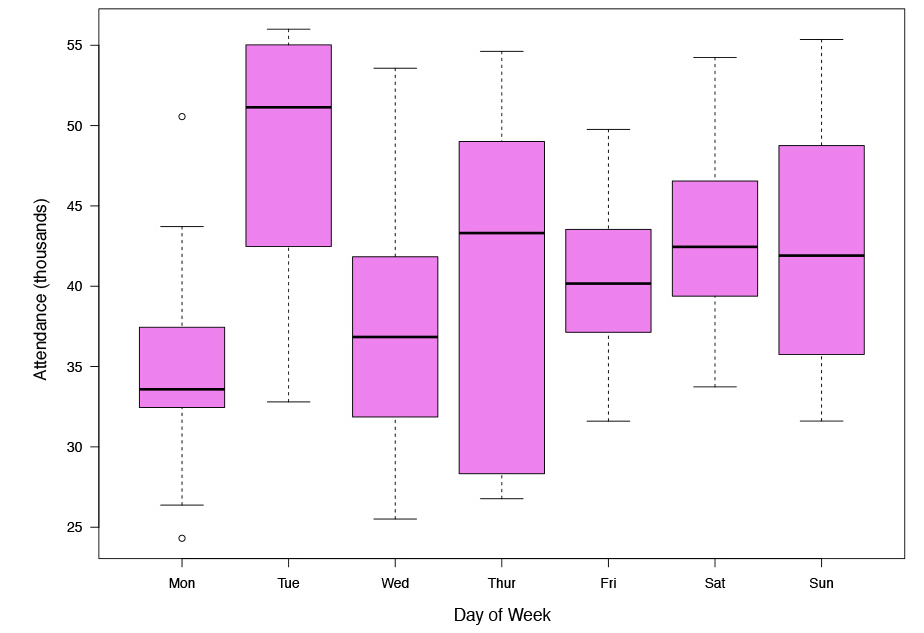 Attendance (thousands)
55
50
45
40
35
30
25
Mon Tue Wed Thur Fri Sat Sun
Day of Week